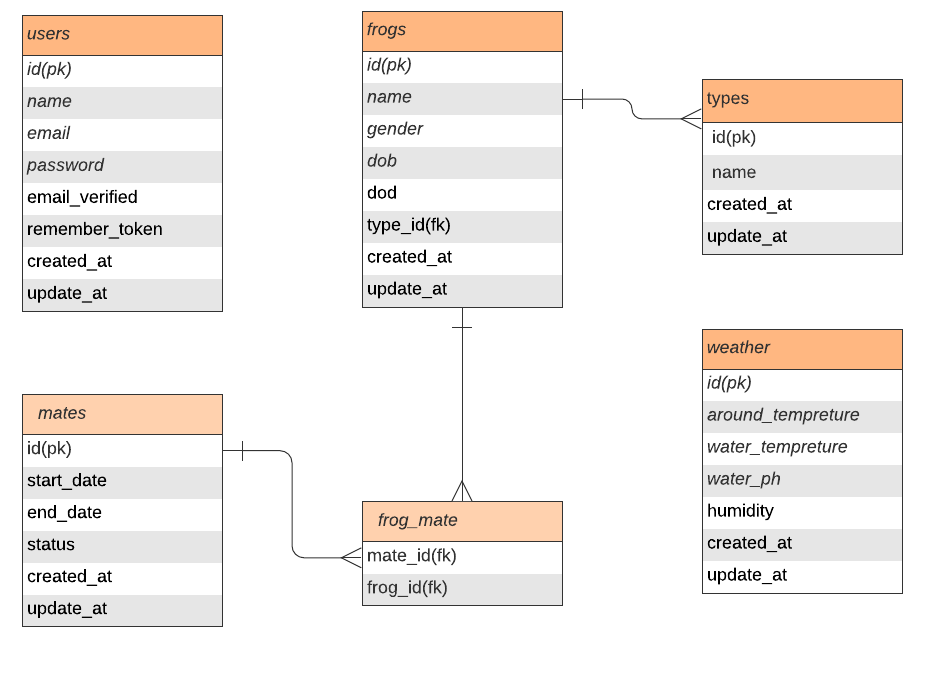 users
id(pk)
name
email
password
email_verified
remember_token
created_at
update_at
frogs
id(pk)
name
gender
dob
dod
type_id(fk)
created_at
update_at
types
id(pk)
name
created_at
update_at
mates
id(pk)
start_date
end_date
status
created_at
update_at
frog_mate
mate_id(fk)
frog_id(fk)
weather
id(pk)
around_tempreture
water_tempreture
water_ph
humidity
created_at
update_at